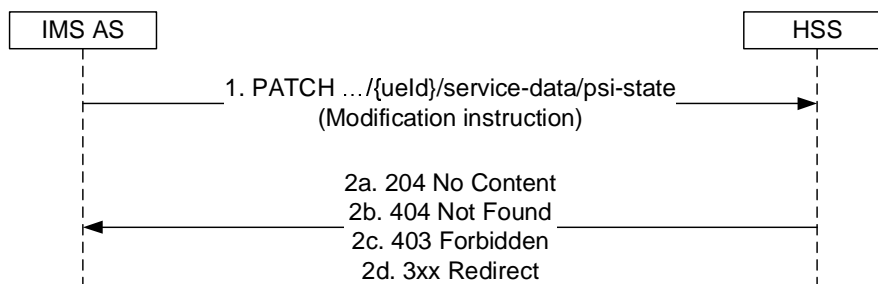 IMS AS
HSS
1. PATCH …/{ueId}/service-data/psi-state
(Modification instruction)
2a. 204 No Content
2b. 404 Not Found
2c. 403 Forbidden
2d. 3xx Redirect